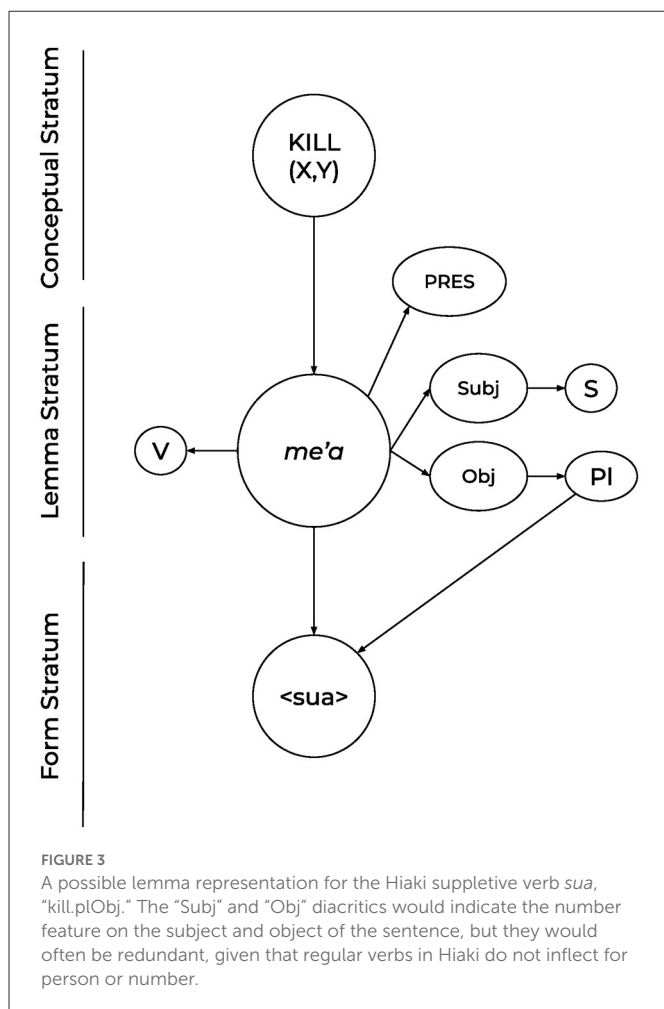 Conceptual Stratum
KILL
(X,Y)
PRES
Lemma Stratum
Subj
S
V
me'a
Obj
Pl
Form Stratum
<sua>
FIGURE 3
A possible lemma representation for the Hiaki suppletive verb sua,
"kill.plObj." The "Subj" and "Obj" diacritics would indicate the number
feature on the subject and object of the sentence, but they would
often be redundant, given that regular verbs in Hiaki do not inflect for
person or number.